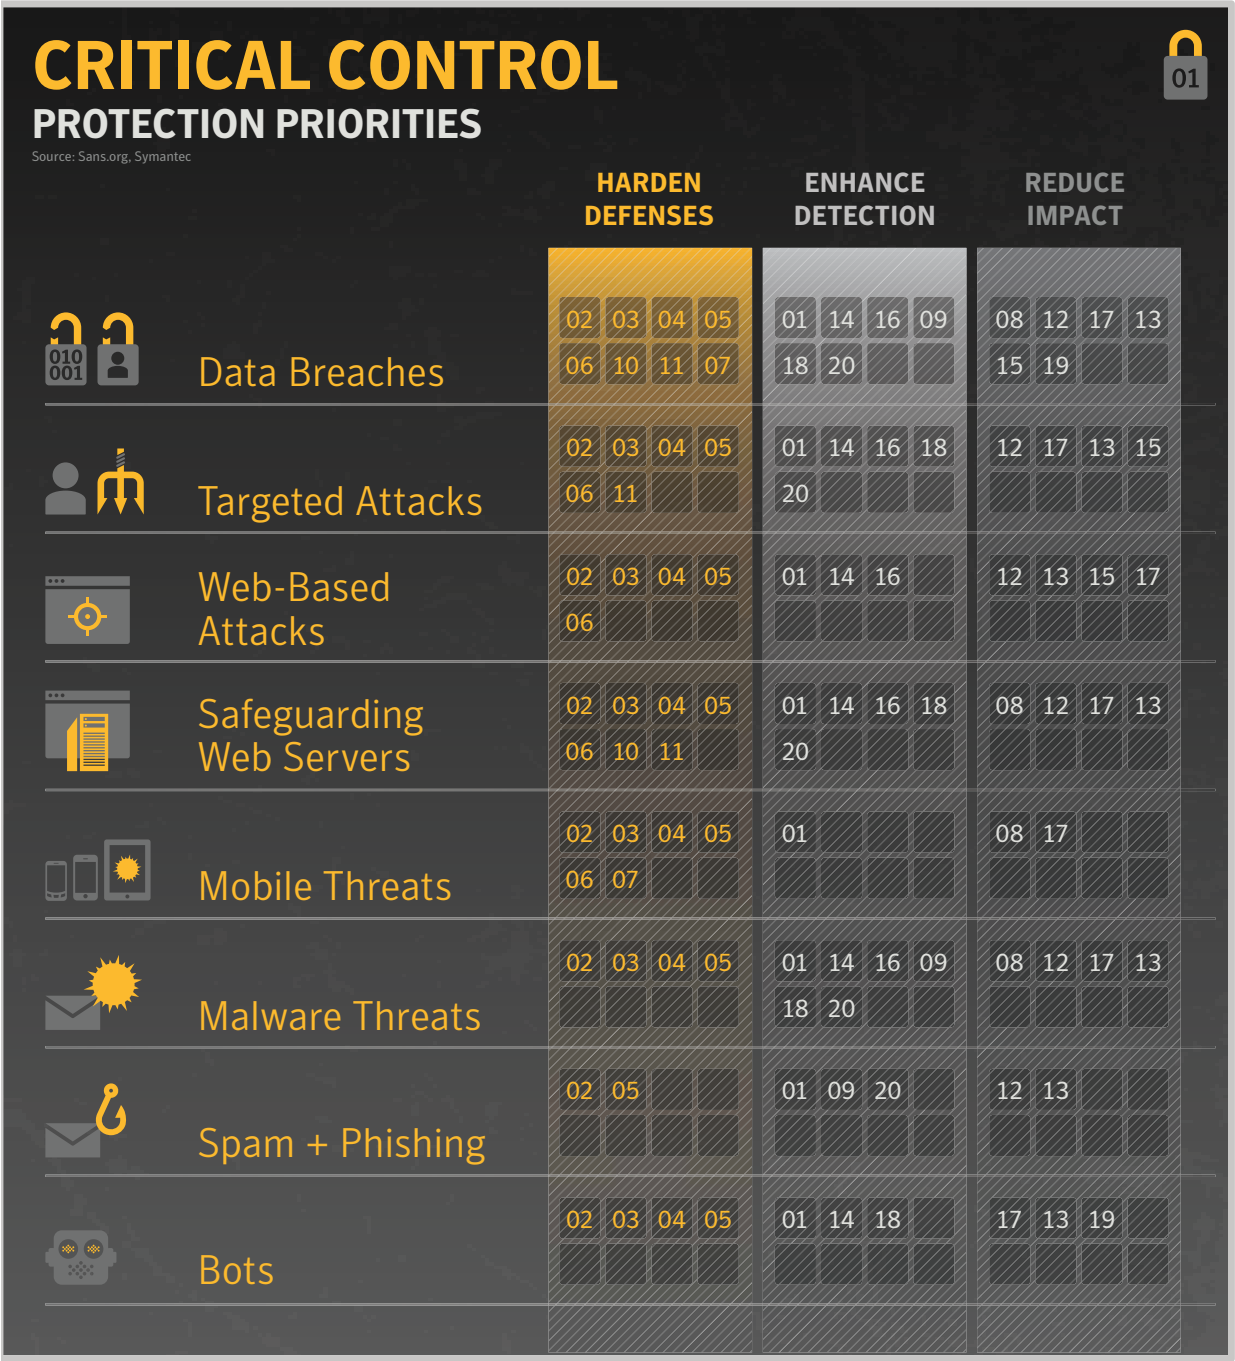 CRITICAL CONTROL
01
PROTECTION PRIORITIES
Source: Sans.org, Symantec
HARDEN DEFENSES
ENHANCE DETECTION
REDUCE IMPACT
010
001
Data Breaches
02 03 04 05
06 10 11 07
01 14 16 09
18 20
08 12 17 13
15 19
Targeted Attacks
02 03 04 05
06 11
01 14 16 18
20
12 17 13 15
Web-Based
Attacks
02 03 04 05
06
01 14 16
12 13 15 17
Safeguarding
Web Servers
02 03 04 05
06 10 11
01 14 16 18
20
08 12 17 13
Mobile Threats
02 03 04 05
06 07
01
08 17
Malware Threats
02 03 04 05
01 14 16 09
18 20
08 12 17 13
Spam + Phishing
02 05
01 09 20
12 13
Bots
02 03 04 05
01 14 18
17 13 19